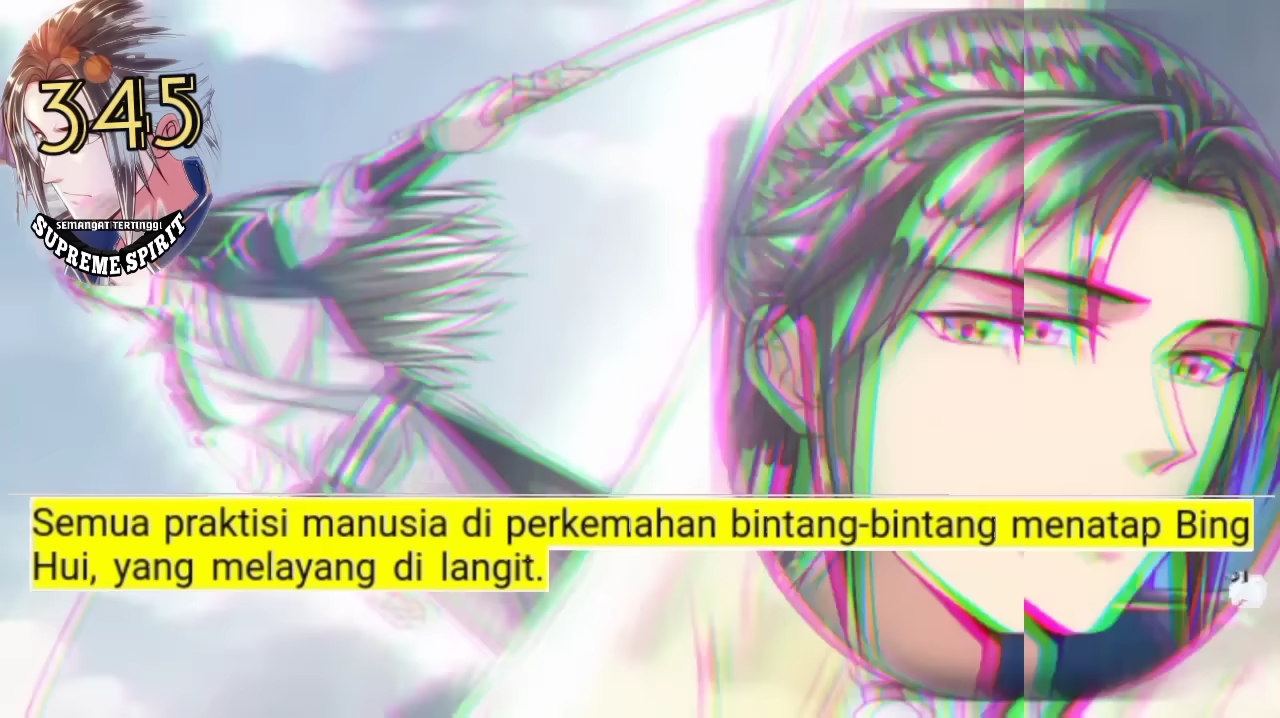 345
SEMANGAT TERTINGGI
SUPREME SPIRIT
Semua praktisi manusia di perkemahan bintang-bintang menatap Bing
Hui, yang melayang di langit.